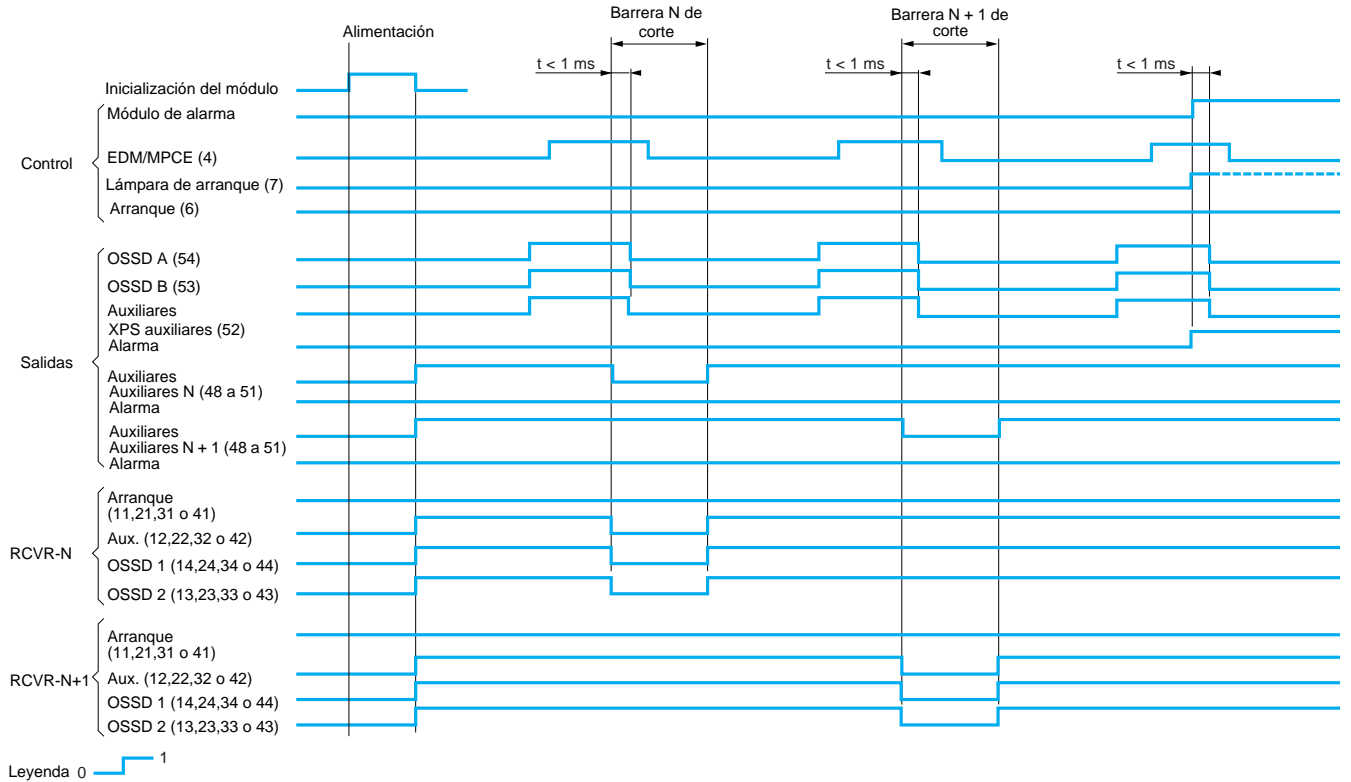 Barrera N de
corte
Barrera N + 1 de
corte
Alimentación
t < 1 ms
t < 1 ms
t < 1 ms
Inicialización del módulo
Control
Módulo de alarma
EDM/MPCE (4)
Lámpara de arranque (7)
Arranque (6)
Salidas
OSSD A (54)
OSSD B (53)
Auxiliares
XPS auxiliares (52)
Alarma
Auxiliares
Auxiliares N (48 a 51)
Alarma
Auxiliares
Auxiliares N + 1 (48 a 51)
Alarma
RCVR-N
Arranque
(11,21,31 o 41)
Aux. (12,22,32 o 42)
OSSD 1 (14,24,34 o 44)
OSSD 2 (13,23,33 o 43)
RCVR-N+1
Arranque
(11,21,31 o 41)
Aux. (12,22,32 o 42)
OSSD 1 (14,24,34 o 44)
OSSD 2 (13,23,33 o 43)
Leyenda 0 1